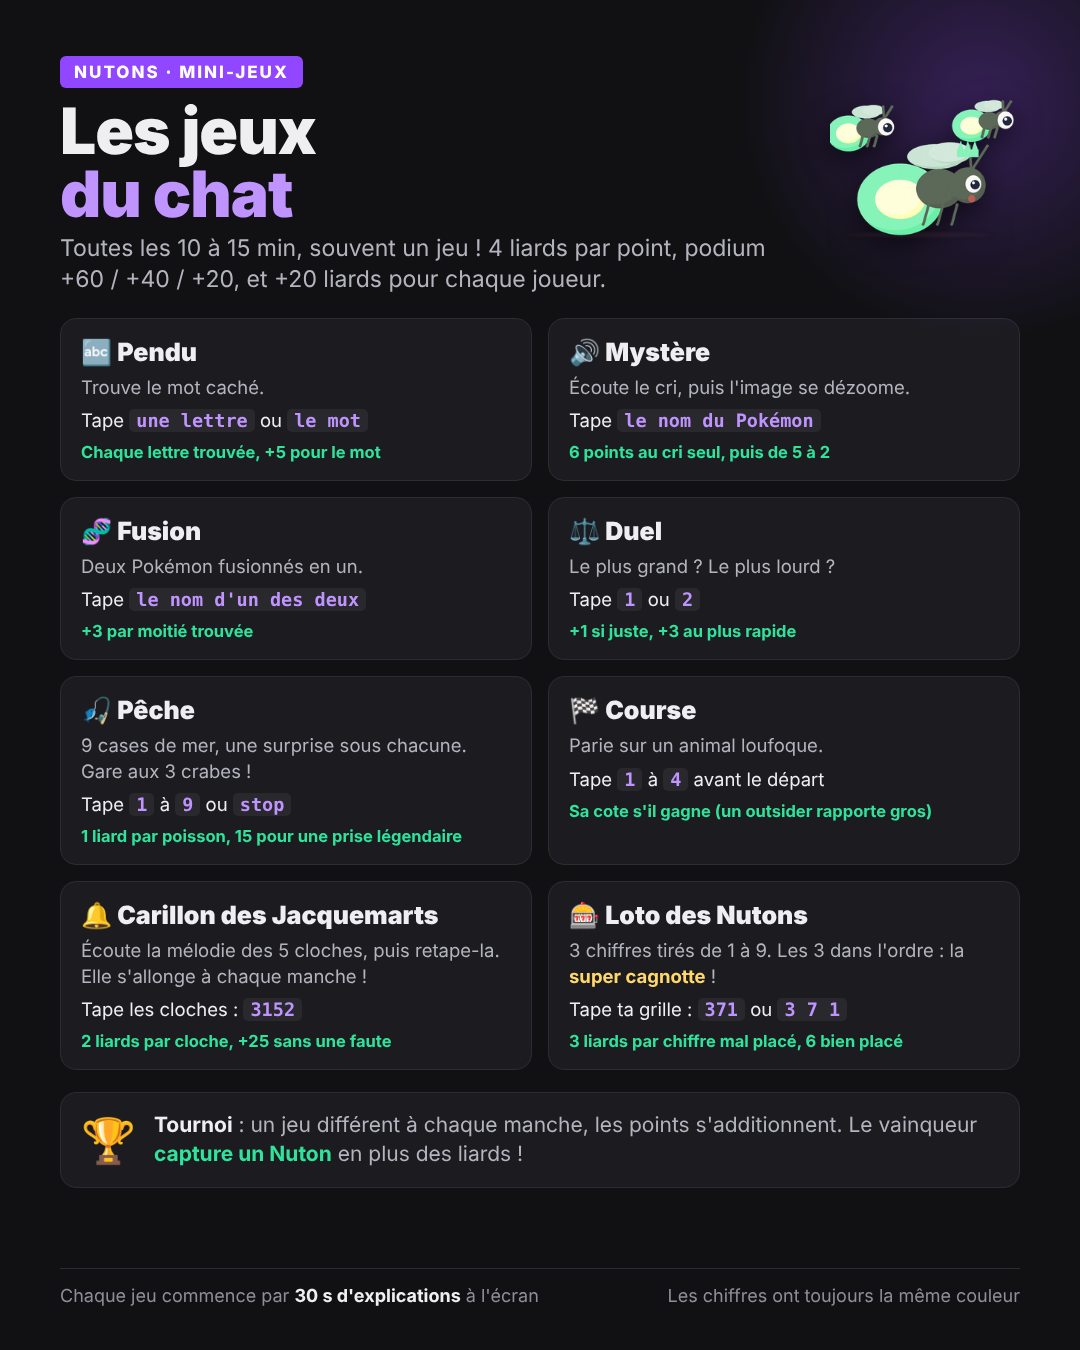 NUTONS · MINI-JEUX
Les jeux
du chat
Toutes les 10 à 15 min, souvent un jeu ! 4 liards par point, podium
+60 / +40 / +20, et +20 liards pour chaque joueur.
🔤 Pendu
Trouve le mot caché.
Tape une lettre ou le mot
Chaque lettre trouvée, +5 pour le mot
🔊 Mystère
Écoute le cri, puis l'image se dézoome.
Tape le nom du Pokémon
6 points au cri seul, puis de 5 à 2
🧬 Fusion
Deux Pokémon fusionnés en un.
Tape le nom d'un des deux
+3 par moitié trouvée
⚖️ Duel
Le plus grand ? Le plus lourd ?
Tape 1 ou 2
+1 si juste, +3 au plus rapide
🎣 Pêche
9 cases de mer, une surprise sous chacune.
Gare aux 3 crabes !
Tape 1 à 9 ou stop
1 liard par poisson, 15 pour une prise légendaire
🏁 Course
Parie sur un animal loufoque.
Tape 1 à 4 avant le départ
Sa cote s'il gagne (un outsider rapporte gros)
🔔 Carillon des Jacquemarts
Écoute la mélodie des 5 cloches, puis retape-la.
Elle s'allonge à chaque manche !
Tape les cloches : 3152
2 liards par cloche, +25 sans une faute
🎰 Loto des Nutons
3 chiffres tirés de 1 à 9. Les 3 dans l'ordre : la
super cagnotte !
Tape ta grille : 371 ou 3 7 1
3 liards par chiffre mal placé, 6 bien placé
Tournoi : un jeu différent à chaque manche, les points s'additionnent. Le vainqueur
capture un Nuton en plus des liards !
Chaque jeu commence par 30 s d'explications à l'écran
Les chiffres ont toujours la même couleur